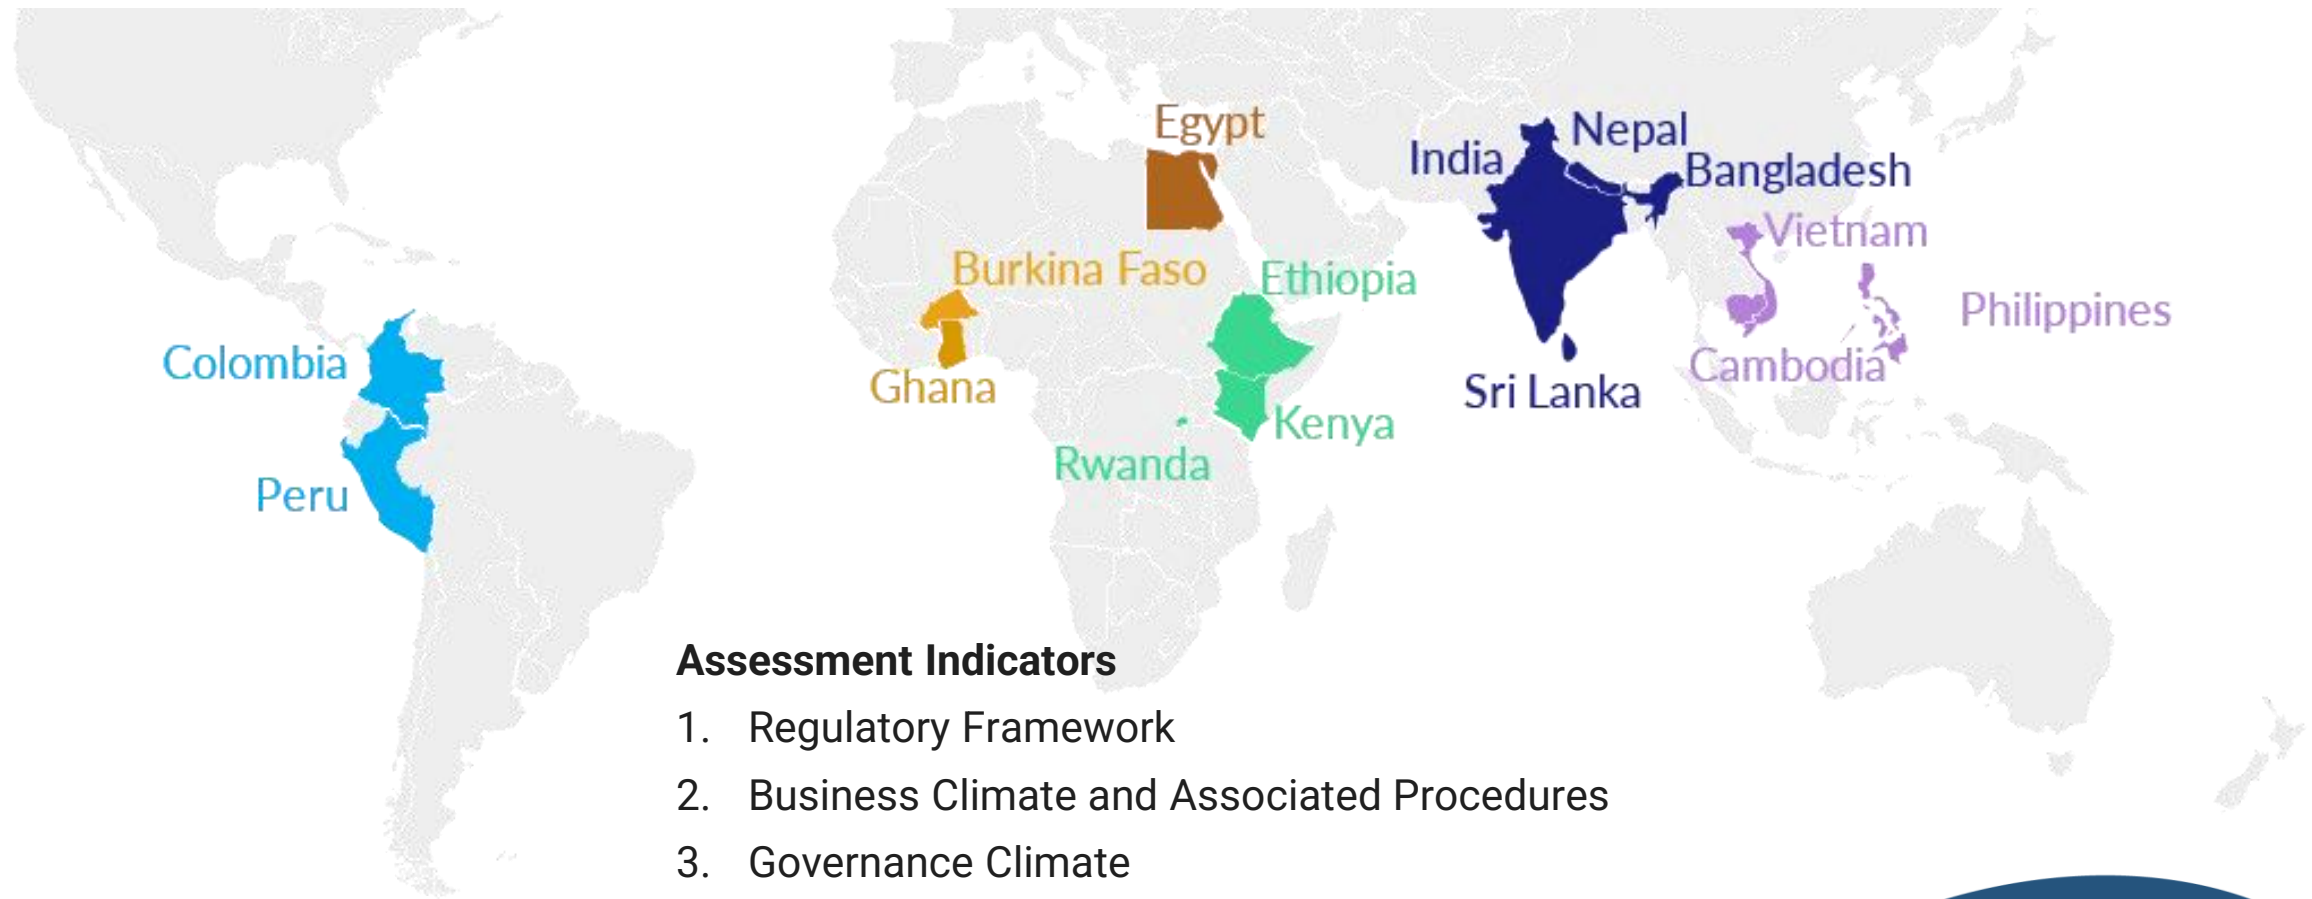 Egypt
Nepal
India
Bangladesh
Vietnam
Burkina Faso
Ethiopia
Philippines
Colombia
Cambodia
Ghana
Sri Lanka
Kenya
Rwanda
Peru
Assessment Indicators
1. Regulatory Framework
2. Business Climate and Associated Procedures
3. Governance Climate